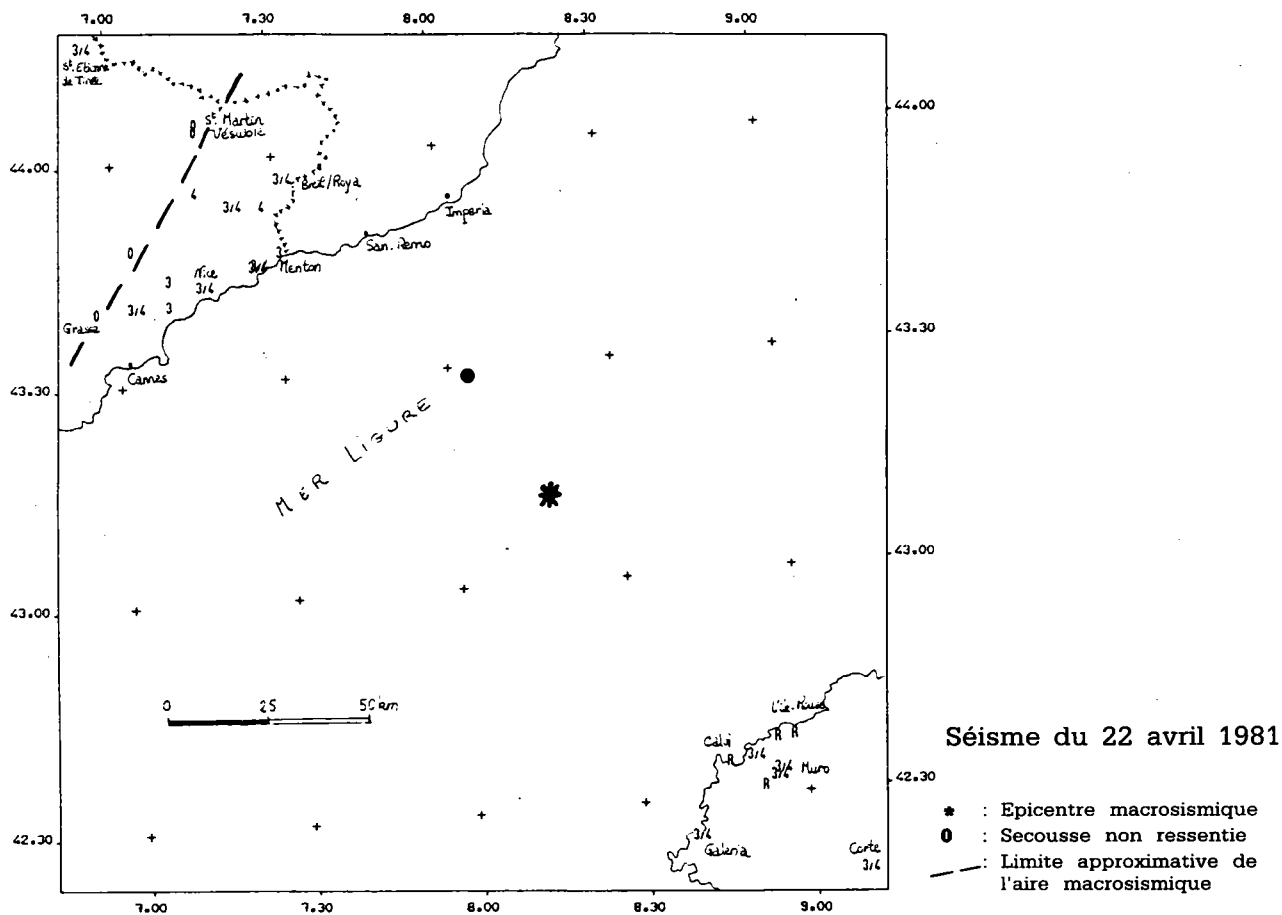 7.00 7.30 8.00 8.30 9.00
3/4
St. Etienne
de Tinée
44.00
0
0
St. Martin
Vésubie
44.00
3/4
Breil/Roya
4
3/4 4
Imperia
San. Remo
0
3
Menton
3
Nice
3/4
3/4
0
3/4 3
Grasse
43.30
Cannes
43.30
MER LIGURE
43.00
43.00
0 25 50 km
L'île. Rousse
R R
Calvi
R
3/4
3/4
3/4
Muro
R
42.30
42.30
3/4
Galeria
Corte
3/4
7.00 7.30 8.00 8.30 9.00
Séisme du 22 avril 1981
* : Epicentre macrosismique
0 : Secousse non ressentie
— — : Limite approximative de
l'aire macrosismique